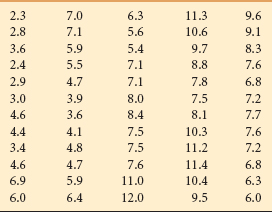 2.3 7.0 6.3 11.3 9.6
2.8 7.1 5.6 10.6 9.1
3.6 5.9 5.4 9.7 8.3
2.4 5.5 7.1 8.8 7.6
2.9 4.7 7.1 7.8 6.8
3.0 3.9 8.0 7.5 7.2
4.6 3.6 8.4 8.1 7.7
4.4 4.1 7.5 10.3 7.6
3.4 4.8 7.5 11.2 7.2
4.6 4.7 7.6 11.4 6.8
6.9 5.9 11.0 10.4 6.3
6.0 6.4 12.0 9.5 6.0